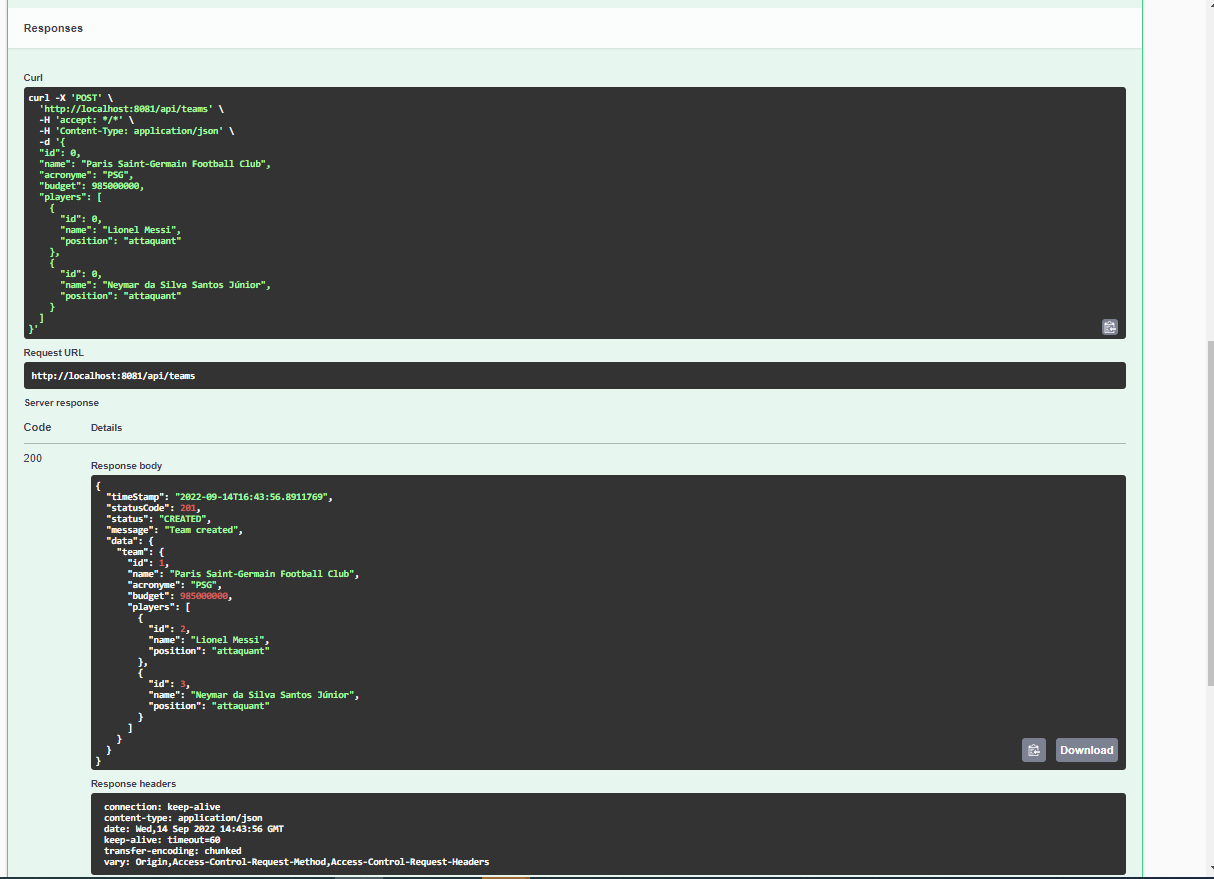 Responses
Curl
curl -X 'POST' \
  'http://localhost:8081/api/teams' \
  -H 'accept: */*' \
  -H 'Content-Type: application/json' \
  -d '{
  "id": 0,
  "name": "Paris Saint-Germain Football Club",
  "acronyme": "PSG",
  "budget": 985000000,
  "players": [
    {
      "id": 0,
      "name": "Lionel Messi",
      "position": "attaquant"
    },
    {
      "id": 0,
      "name": "Neymar da Silva Santos Júnior",
      "position": "attaquant"
    }
  ]
}'
Request URL
http://localhost:8081/api/teams
Server response
Code Details
200
Response body
{
  "timeStamp": "2022-09-14T16:43:56.8911769",
  "statusCode": 201,
  "status": "CREATED",
  "message": "Team created",
  "data": {
    "team": {
      "id": 1,
      "name": "Paris Saint-Germain Football Club",
      "acronyme": "PSG",
      "budget": 985000000,
      "players": [
        {
          "id": 2,
          "name": "Lionel Messi",
          "position": "attaquant"
        },
        {
          "id": 3,
          "name": "Neymar da Silva Santos Júnior",
          "position": "attaquant"
        }
      ]
    }
  }
}
Download
Response headers
connection: keep-alive
content-type: application/json
date: Wed,14 Sep 2022 14:43:56 GMT
keep-alive: timeout=60
transfer-encoding: chunked
vary: Origin,Access-Control-Request-Method,Access-Control-Request-Headers